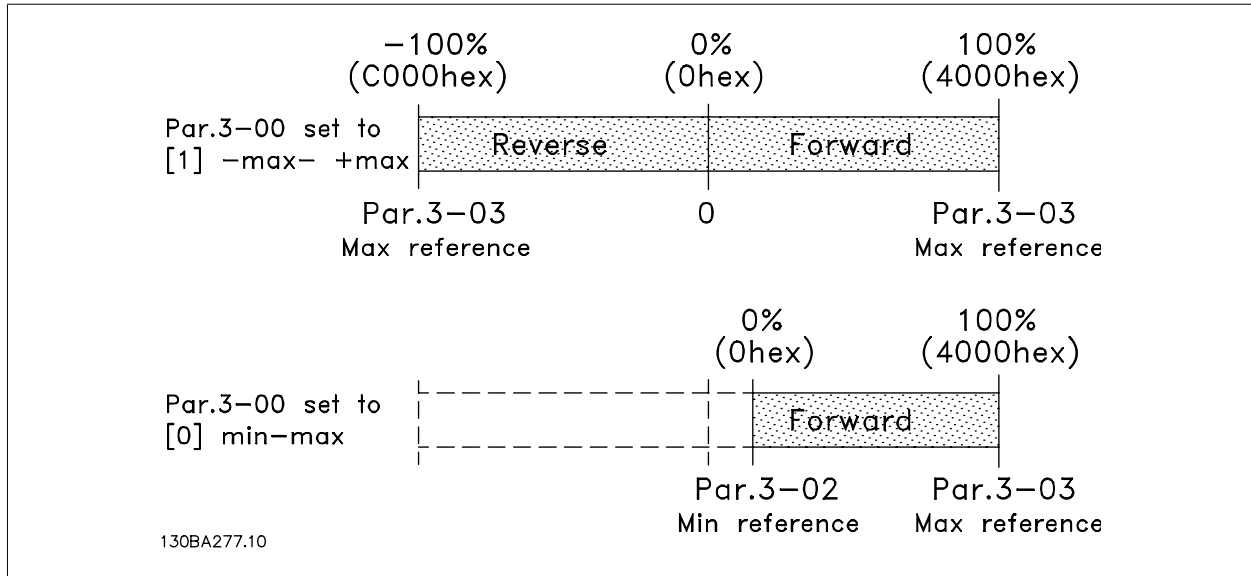 -100% 0% 100%
(C000hex) (0hex) (4000hex)
Par.3-00 set to
[1] -max- +max
Reverse Forward
Par.3-03 0 Par.3-03
Max reference Max reference
0% 100%
(0hex) (4000hex)
Par.3-00 set to
[0] min-max
Forward
Par.3-02 Par.3-03
Min reference Max reference
130BA277.10